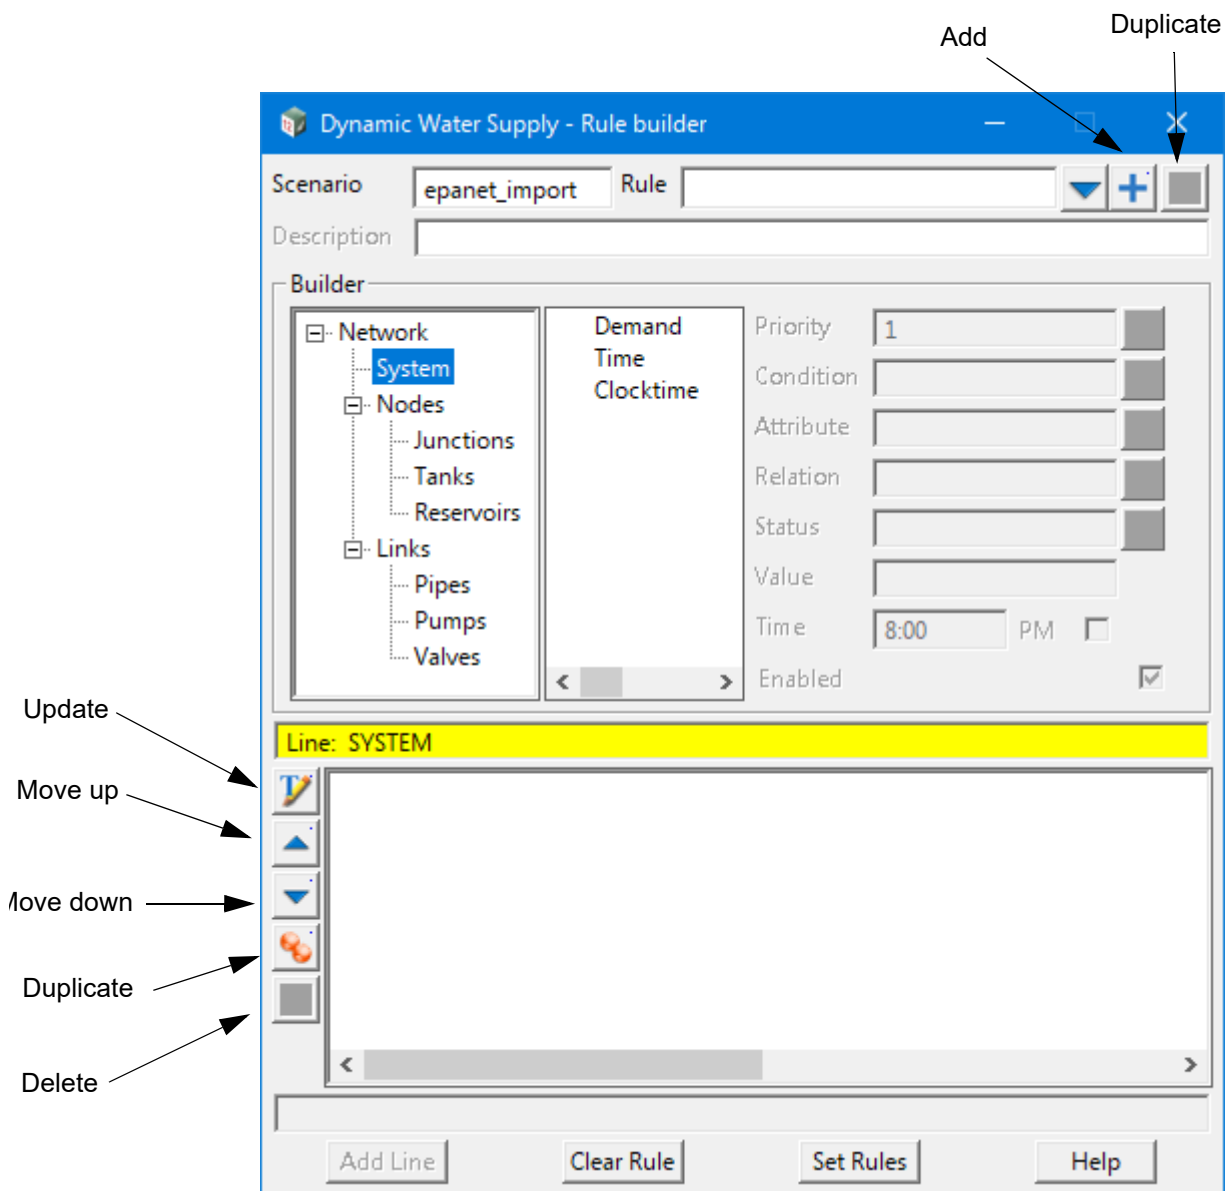 Duplicate
Add
Dynamic Water Supply - Rule builder
Scenario epanet_import Rule
Description
Builder
Network
System
Nodes
Junctions
Tanks
Reservoirs
Links
Pipes
Pumps
Valves
Demand
Time
Clocktime
Priority 1
Condition
Attribute
Relation
Status
Value
Time 8:00 PM
Enabled
Update
Line: SYSTEM
Move up
Move down
Duplicate
Delete
Add Line Clear Rule Set Rules Help